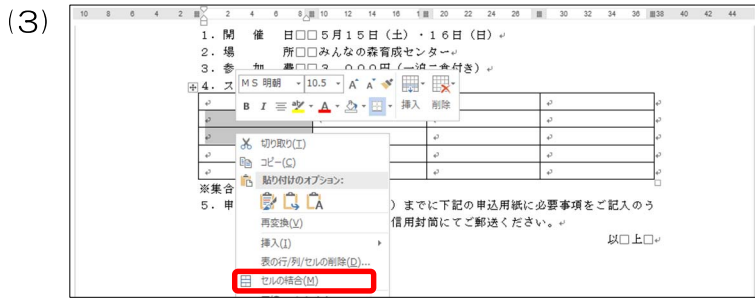 (3)
10 8 6 4 2 2 4 6 8 10 12 14 16 18 20 22 24 26 30 32 34 36 38 40 42 44
1. 開 催 日□□5月15日(土)・16日(日)
2. 場 所□□みんなの森育成センター
3. 参 加 費□□3,000円(一泊二食付き)
4. ス
MS 明朝 10.5 A A 挿入 削除
B I A
切り取り(T)
コピー(C)
貼り付けのオプション:
※集合
5. 申 )までに下記の申込用紙に必要事項をご記入のう
再変換(V) 信用封筒にてご郵送ください。
挿入(I) 以□上□
表の行/列/セルの削除(D)...
セルの結合(M)